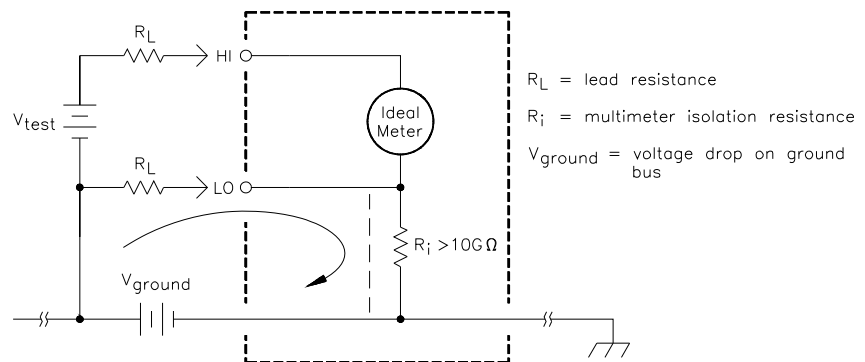 R_L
HI
V_test
Ideal
Meter
R_L
LO
R_i >10GΩ
V_ground
R_L = lead resistance
R_i = multimeter isolation resistance
V_ground = voltage drop on ground
bus